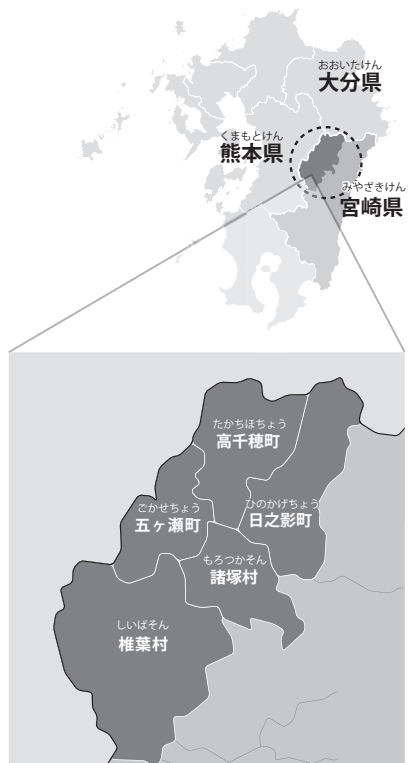 おおいたけん
大分県
くまもとけん
熊本県
みやざきけん
宮崎県
たかちほちょう
高千穂町
ごかせちょう
五ヶ瀬町
ひのかげちょう
日之影町
もろつかそん
諸塚村
しいばそん
椎葉村